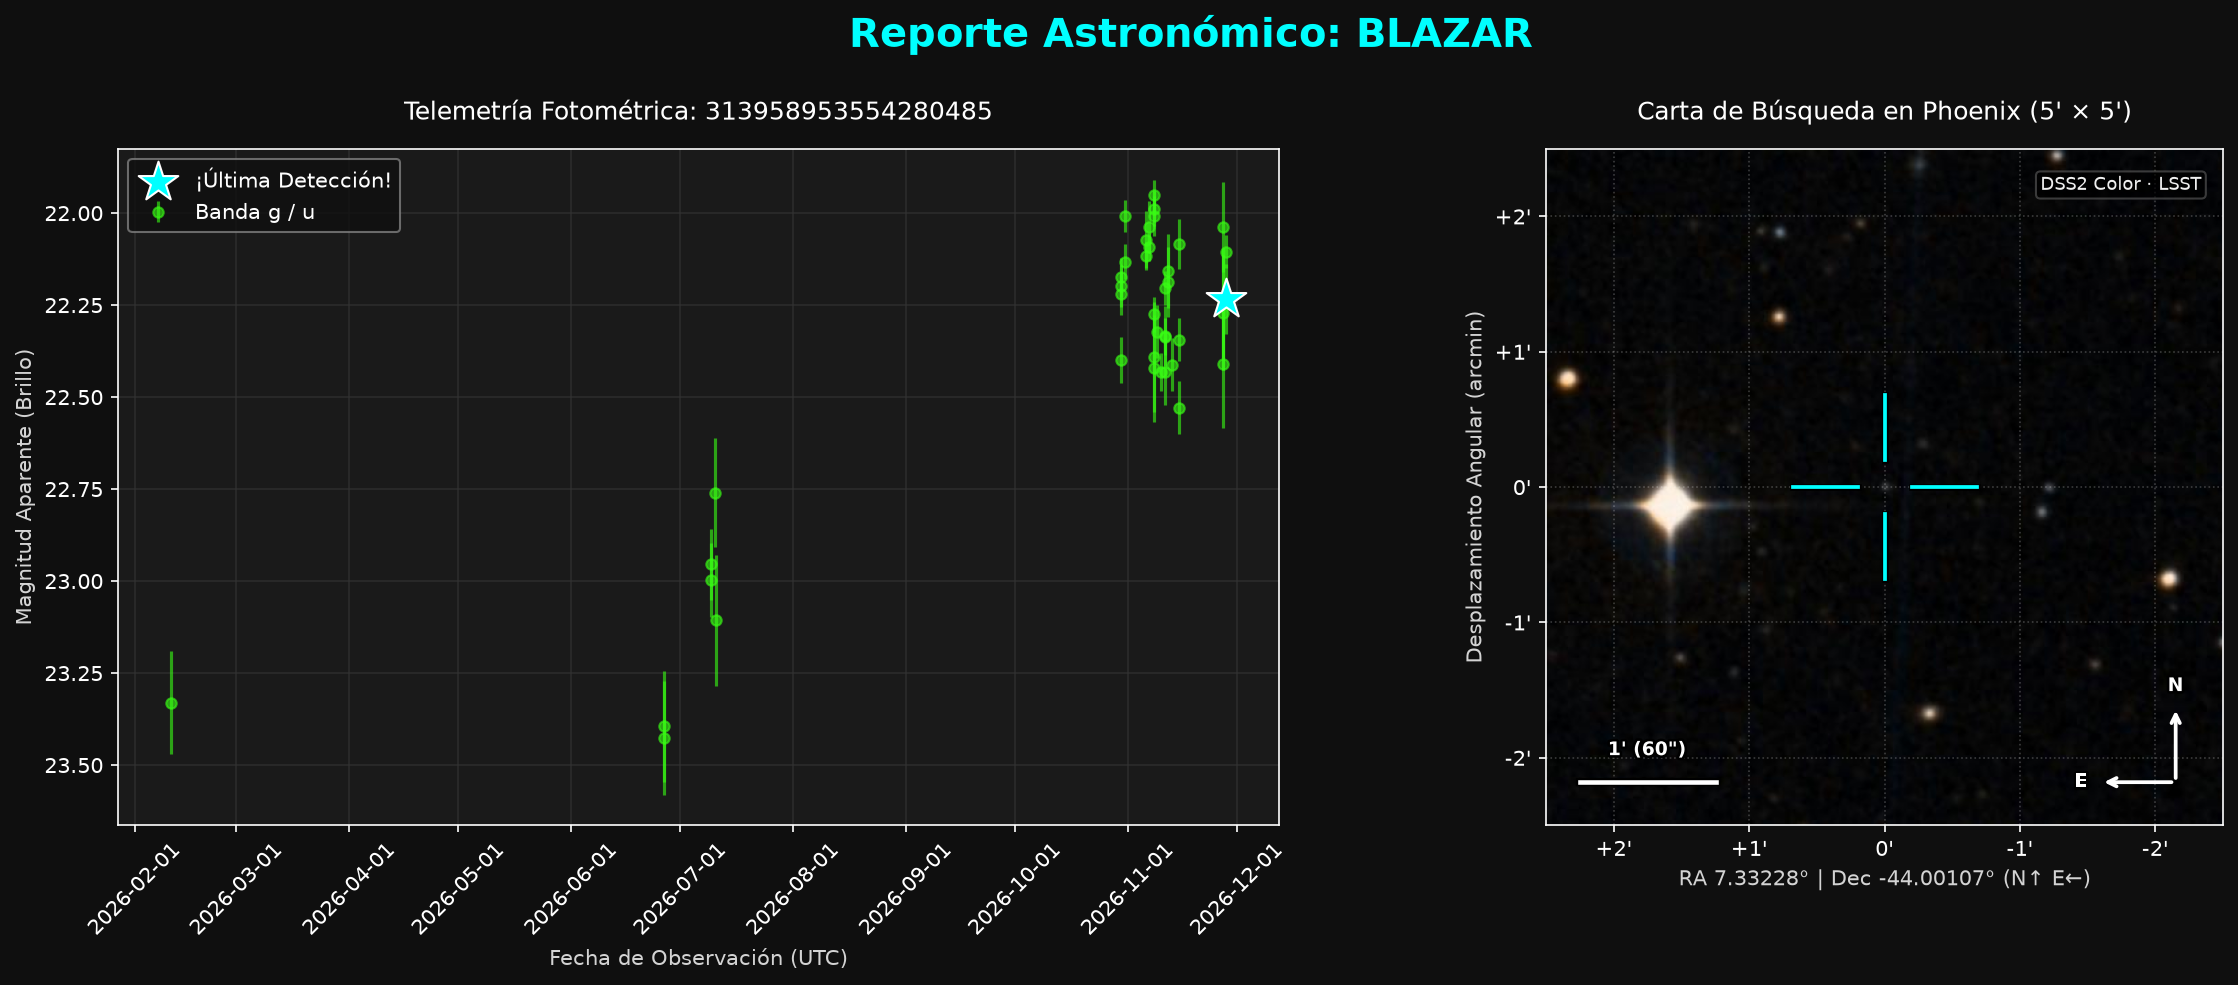 Reporte Astronómico: BLAZAR
Telemetría Fotométrica: 313958953554280485
¡Última Detección!
Banda g / u
Magnitud Aparente (Brillo)
22.00
22.25
22.50
22.75
23.00
23.25
23.50
2026-02-01
2026-03-01
2026-04-01
2026-05-01
2026-06-01
2026-07-01
2026-08-01
2026-09-01
2026-10-01
2026-11-01
2026-12-01
Fecha de Observación (UTC)
Carta de Búsqueda en Phoenix (5' × 5')
DSS2 Color · LSST
Desplazamiento Angular (arcmin)
+2'
+1'
0'
-1'
-2'
N
E
1' (60")
+2'
+1'
0'
-1'
-2'
RA 7.33228° | Dec -44.00107° (N↑ E←)